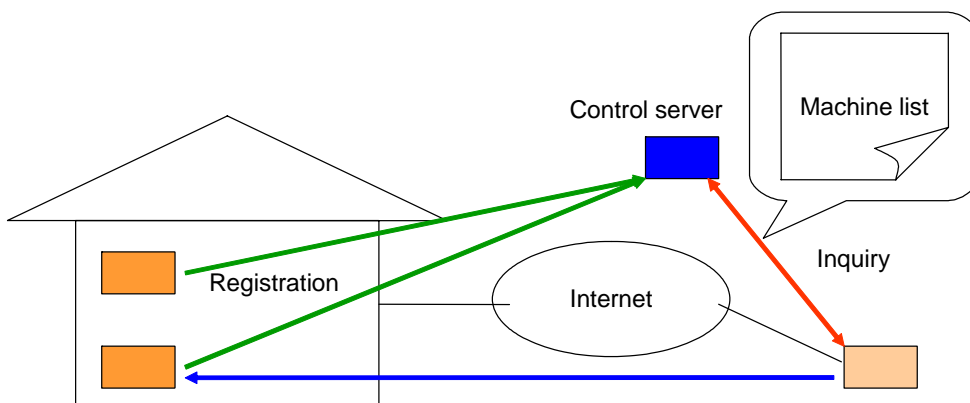 Control server
Machine list
Registration
Inquiry
Internet